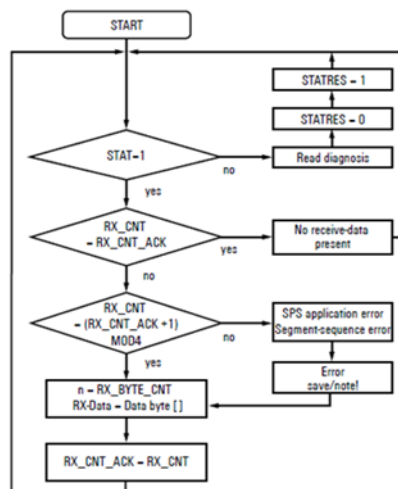 START
STATRES = 1
STATRES = 0
STAT=1
no
Read diagnosis
yes
RX_CNT
= RX_CNT_ACK
yes
No receive-data
present
no
RX_CNT
= (RX_CNT_ACK +1)
MOD4
no
SPS application error
Segment-sequence error
yes
Error
save/note!
n = RX_BYTE_CNT
RX-Data = Data byte [ ]
RX_CNT_ACK = RX_CNT